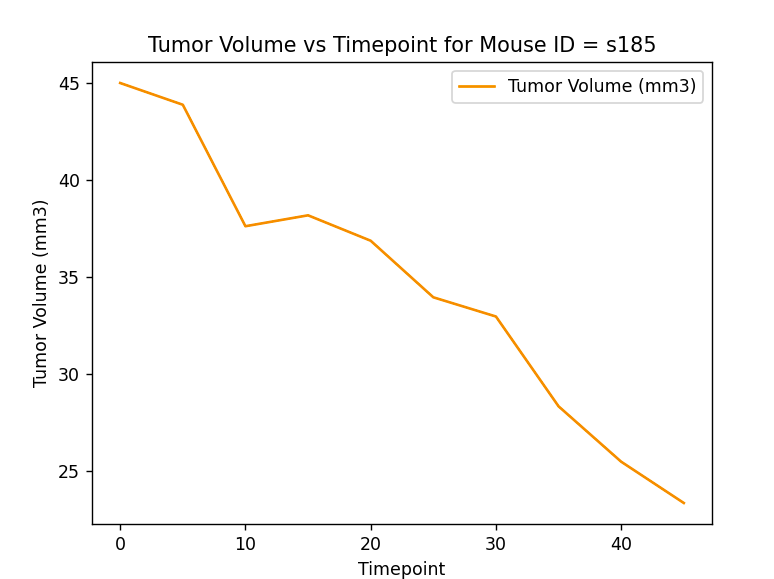 Tumor Volume vs Timepoint for Mouse ID = s185
Tumor Volume (mm3)
Tumor Volume (mm3)
45
40
35
30
25
0 10 20 30 40
Timepoint